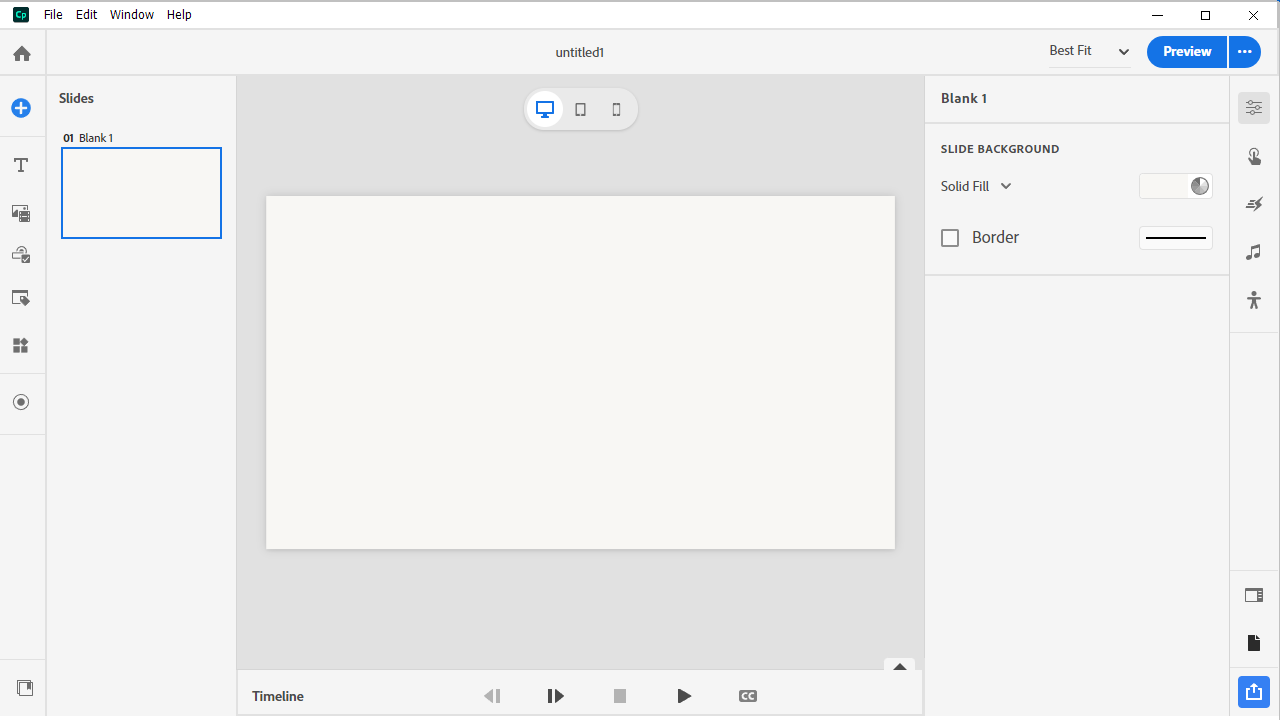 Cp File Edit Window Help
untitled1 Best Fit Preview
Slides
01 Blank 1
Blank 1
SLIDE BACKGROUND
Solid Fill
Border
Timeline CC